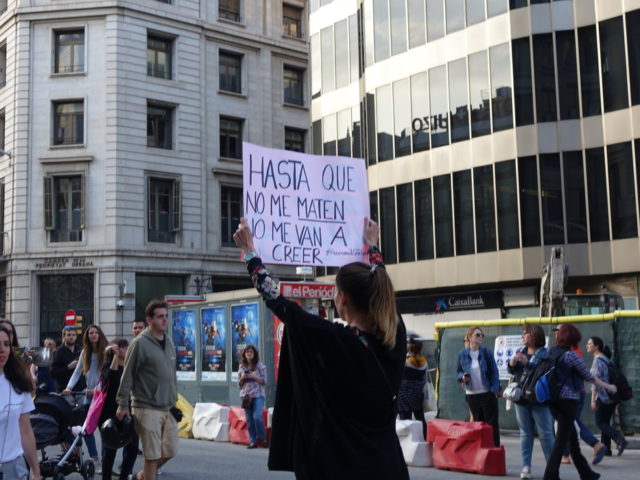 HASTA QUE
NO ME MATEN
NO ME VAN A
CREER
el Periódico
CaixaBank